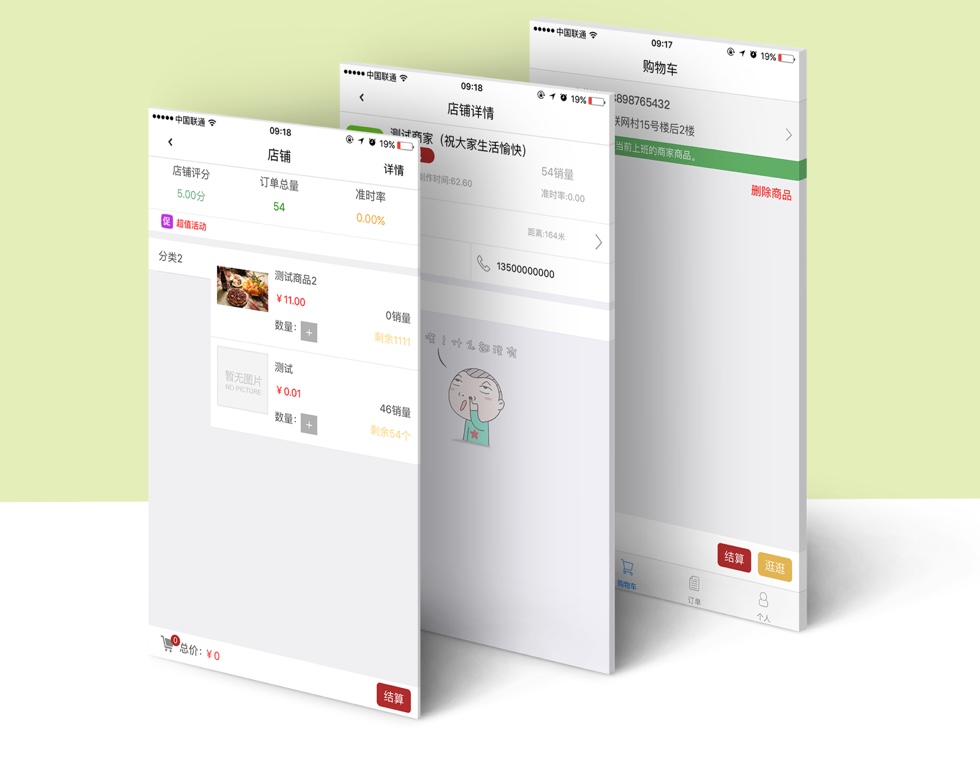 中国联通
09:18
19%
店铺
详情
店铺评分
订单总量
准时率
5.00分
54
0.00%
促 超值活动
分类2
测试商品2
¥11.00
0销量
数量: +
剩余1111
暂无图片
NO PICTURE
测试
¥0.01
46销量
数量: +
剩余54个
0
总价: ¥0
结算
中国联通
09:18
19%
店铺详情
测试商家(祝大家生活愉快)
54销量
制作时间:62.60
准时率:0.00
距离:164米
13500000000
!什么都没有
中国联通
09:17
19%
购物车
898765432
联网村15号楼后2楼
当前上班的商家商品。
删除商品
结算
逛逛
购物车
订单
个人